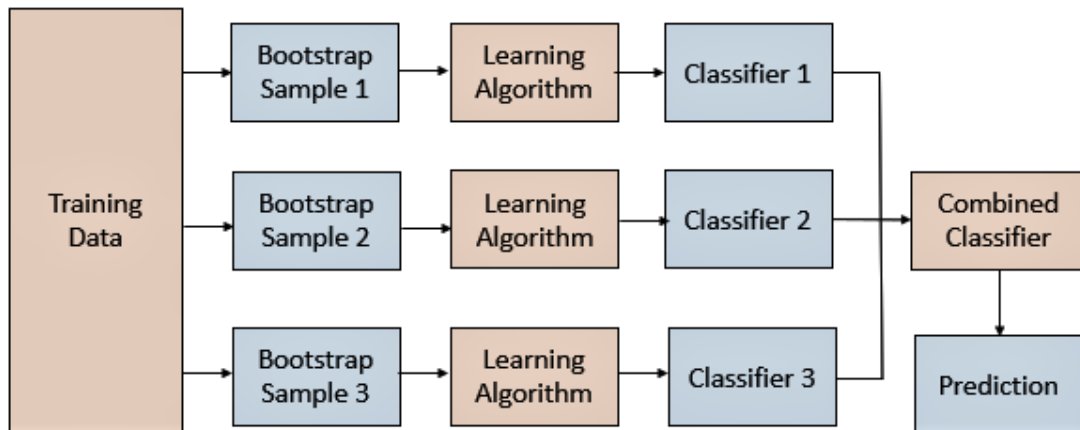 Training
Data
Bootstrap
Sample 1
Learning
Algorithm
Classifier 1
Bootstrap
Sample 2
Learning
Algorithm
Classifier 2
Bootstrap
Sample 3
Learning
Algorithm
Classifier 3
Combined
Classifier
Prediction